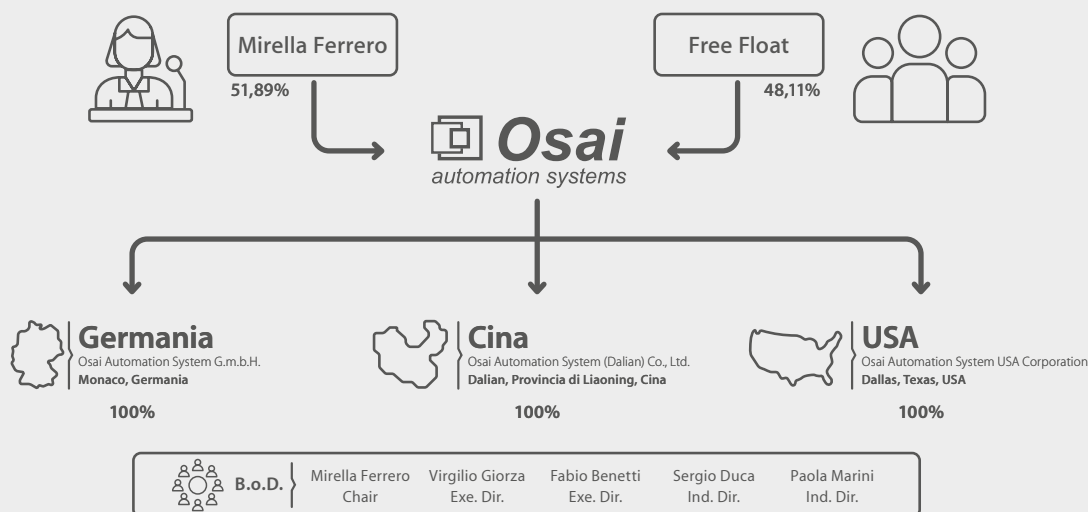 Mirella Ferrero
51,89%
Free Float
48,11%
Osai
automation systems
Germania
Osai Automation System G.m.b.H.
Monaco, Germania
100%
Cina
Osai Automation System (Dalian) Co., Ltd.
Dalian, Provincia di Liaoning, Cina
100%
USA
Osai Automation System USA Corporation
Dallas, Texas, USA
100%
B.o.D.
Mirella Ferrero
Chair
Virgilio Giorza
Exe. Dir.
Fabio Benetti
Exe. Dir.
Sergio Duca
Ind. Dir.
Paola Marini
Ind. Dir.